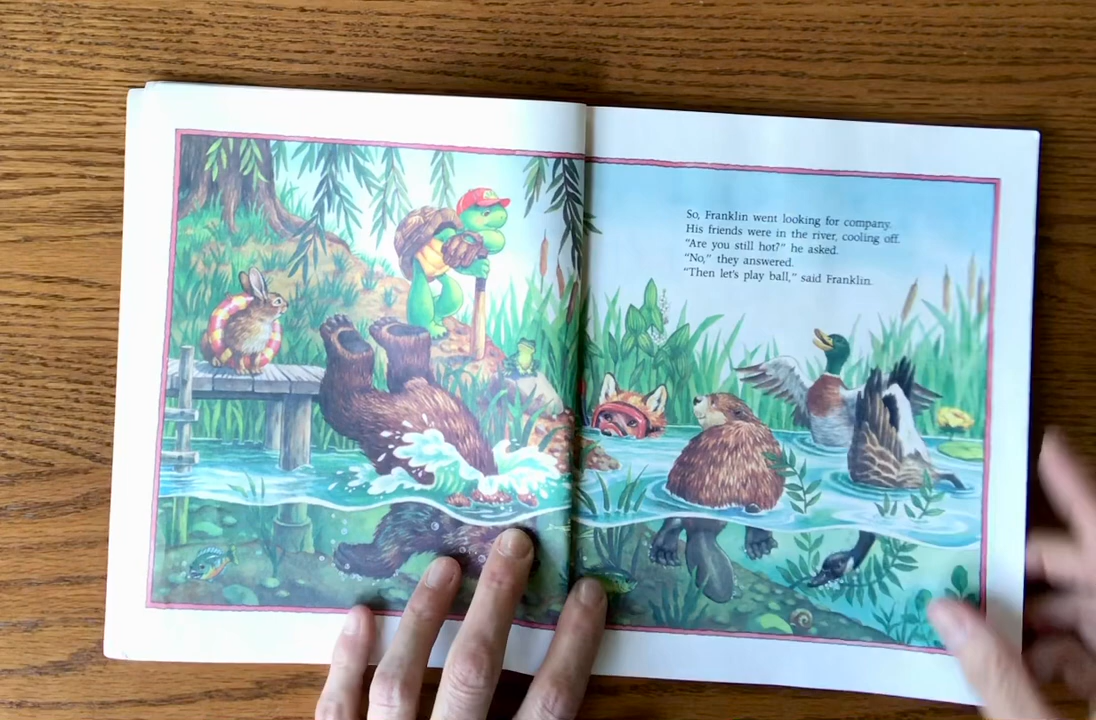 So, Franklin went looking for company.
His friends were in the river, cooling off.
“Are you still hot?” he asked.
“No,” they answered.
“Then let’s play ball,” said Franklin.